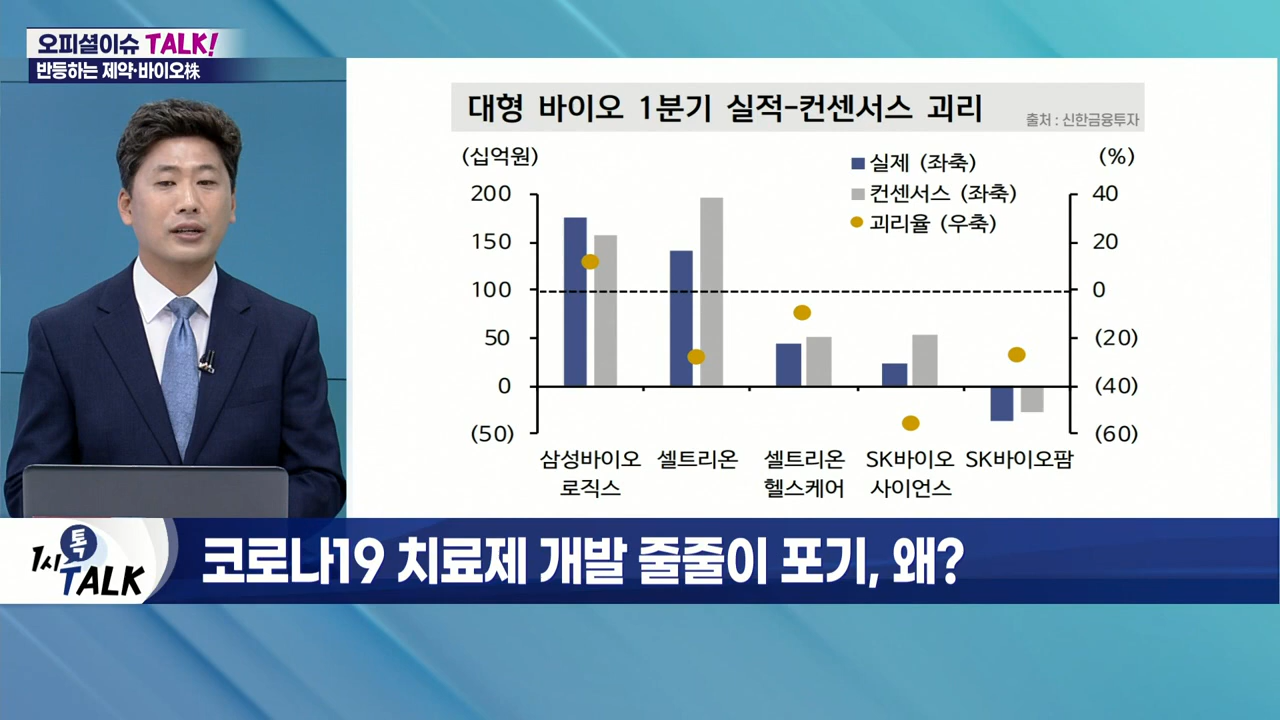 오피셜이슈 TALK!
반등하는 제약·바이오株
대형 바이오 1분기 실적-컨센서스 괴리
출처 : 신한금융투자
(십억원)
(%)
실제 (좌축)
컨센서스 (좌축)
괴리율 (우축)
200
150
100
50
0
(50)
40
20
0
(20)
(40)
(60)
삼성바이오
로직스
셀트리온
셀트리온
헬스케어
SK바이오
사이언스
SK바이오팜
1시톡
TALK
코로나19 치료제 개발 줄줄이 포기, 왜?